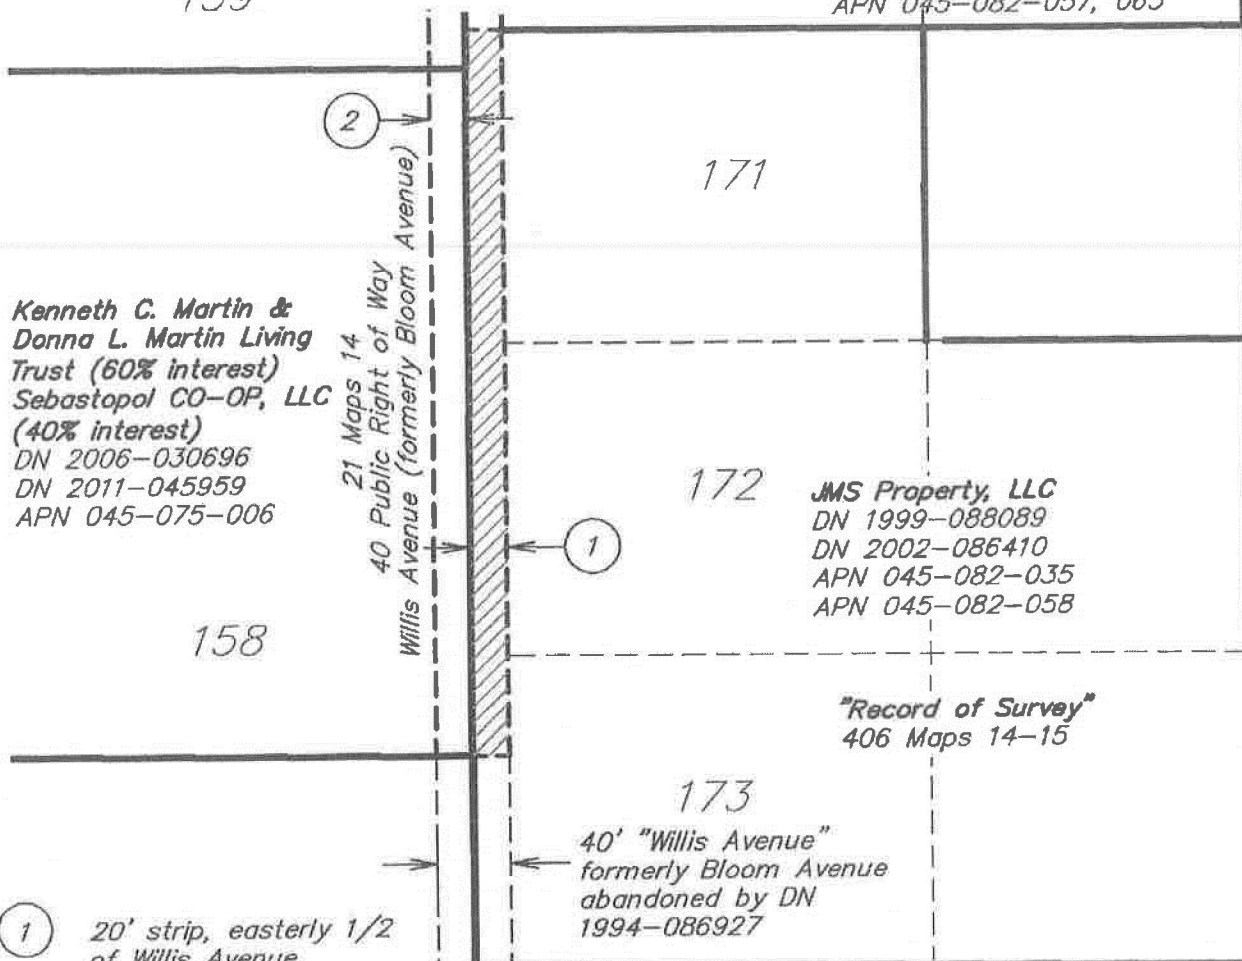 159
APN 045-082-057, 065
2
171
Kenneth C. Martin &
Donna L. Martin Living
Trust (60% interest)
Sebastopol CO-OP, LLC
(40% interest)
DN 2006-030696
DN 2011-045959
APN 045-075-006
21 Maps 14
40 Public Right of Way
Willis Avenue (formerly Bloom Avenue)
172
JMS Property, LLC
DN 1999-088089
DN 2002-086410
APN 045-082-035
APN 045-082-058
1
158
"Record of Survey"
406 Maps 14-15
173
40' "Willis Avenue"
formerly Bloom Avenue
abandoned by DN
1994-086927
1
20' strip, easterly 1/2
of Willis Avenue